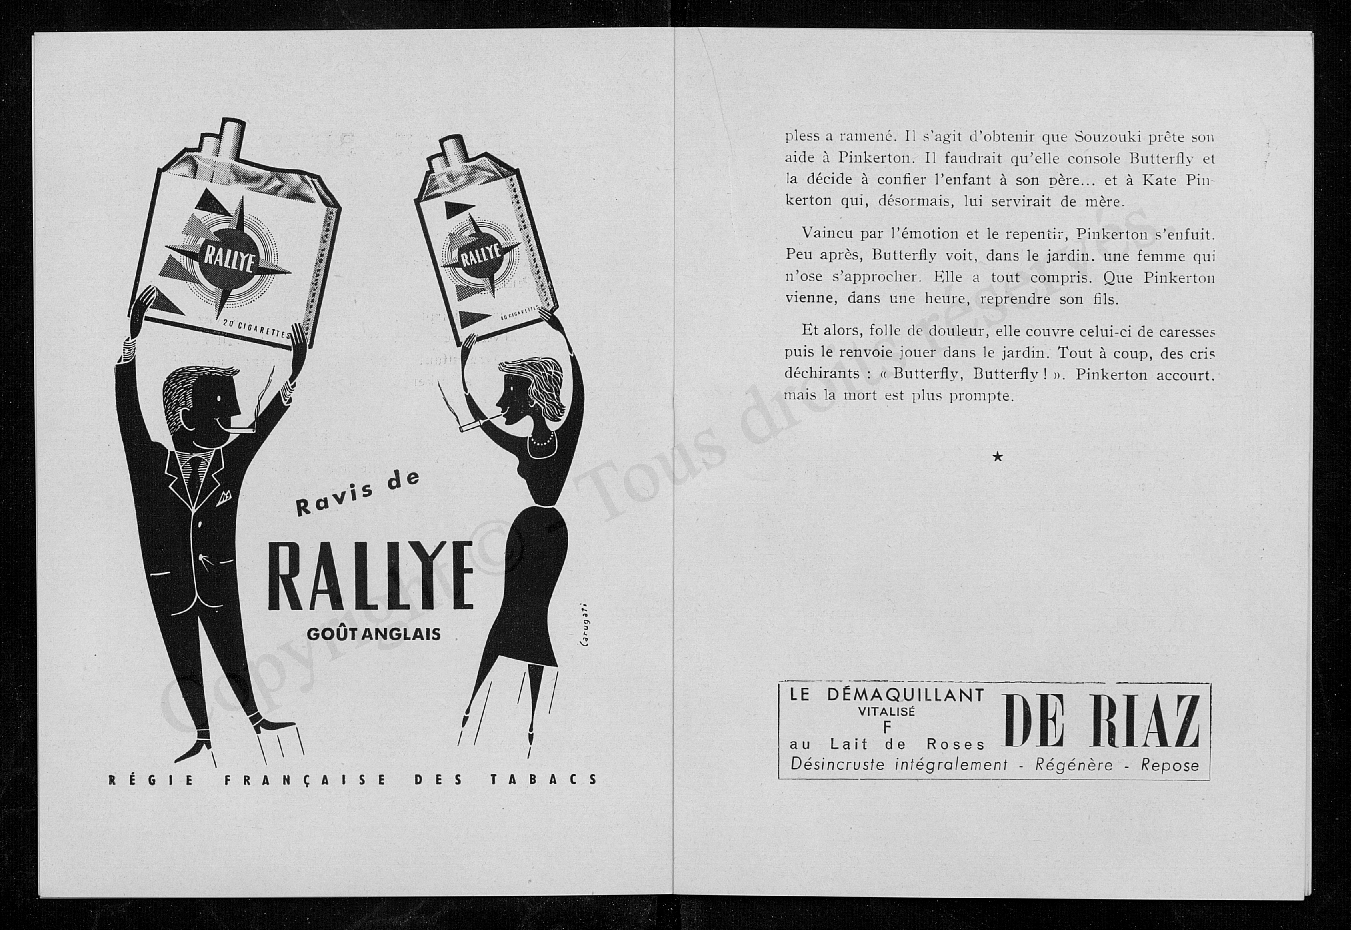 RALLYE
20 CIGARETTES
RALLYE
20 CIGARETTES
Ravis de
RALLYE
GOÛT ANGLAIS
Carugati
RÉGIE FRANÇAISE DES TABACS
pless a ramené. Il s'agit d'obtenir que Souzouki prête son
aide à Pinkerton. Il faudrait qu'elle console Butterfly et
la décide à confier l'enfant à son père... et à Kate Pin-
kerton qui, désormais, lui servirait de mère.
Vaincu par l'émotion et le repentir, Pinkerton s'enfuit.
Peu après, Butterfly voit, dans le jardin. une femme qui
n'ose s'approcher. Elle a tout compris. Que Pinkerton
vienne, dans une heure, reprendre son fils.
Et alors, folle de douleur, elle couvre celui-ci de caresses
puis le renvoie jouer dans le jardin. Tout à coup, des cris
déchirants : « Butterfly, Butterfly ! ». Pinkerton accourt.
mais la mort est plus prompte.
★
LE DÉMAQUILLANT
VITALISÉ
F
au Lait de Roses
DE RIAZ
Désincruste intégralement - Régénère - Repose
Copyright © - Tous droits réservés